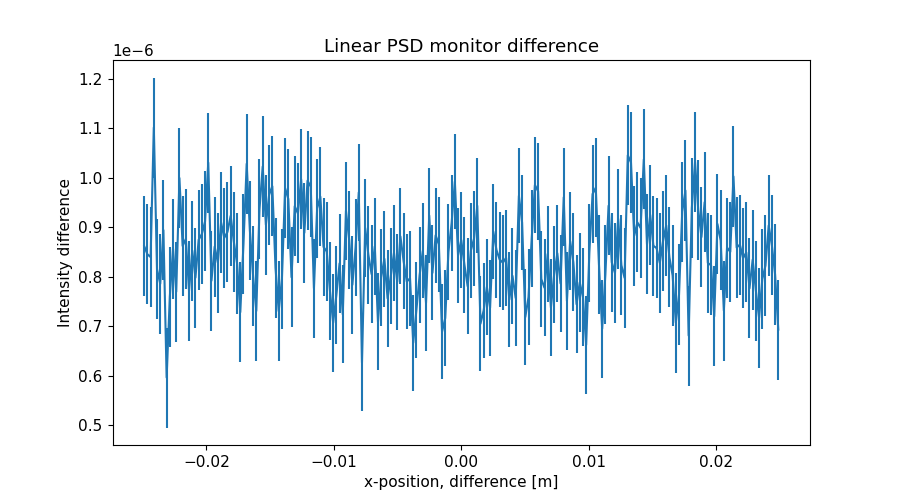 Linear PSD monitor difference
1e−6
1.2
1.1
1.0
0.9
0.8
0.7
0.6
0.5
Intensity difference
−0.02 −0.01 0.00 0.01 0.02
x-position, difference [m]